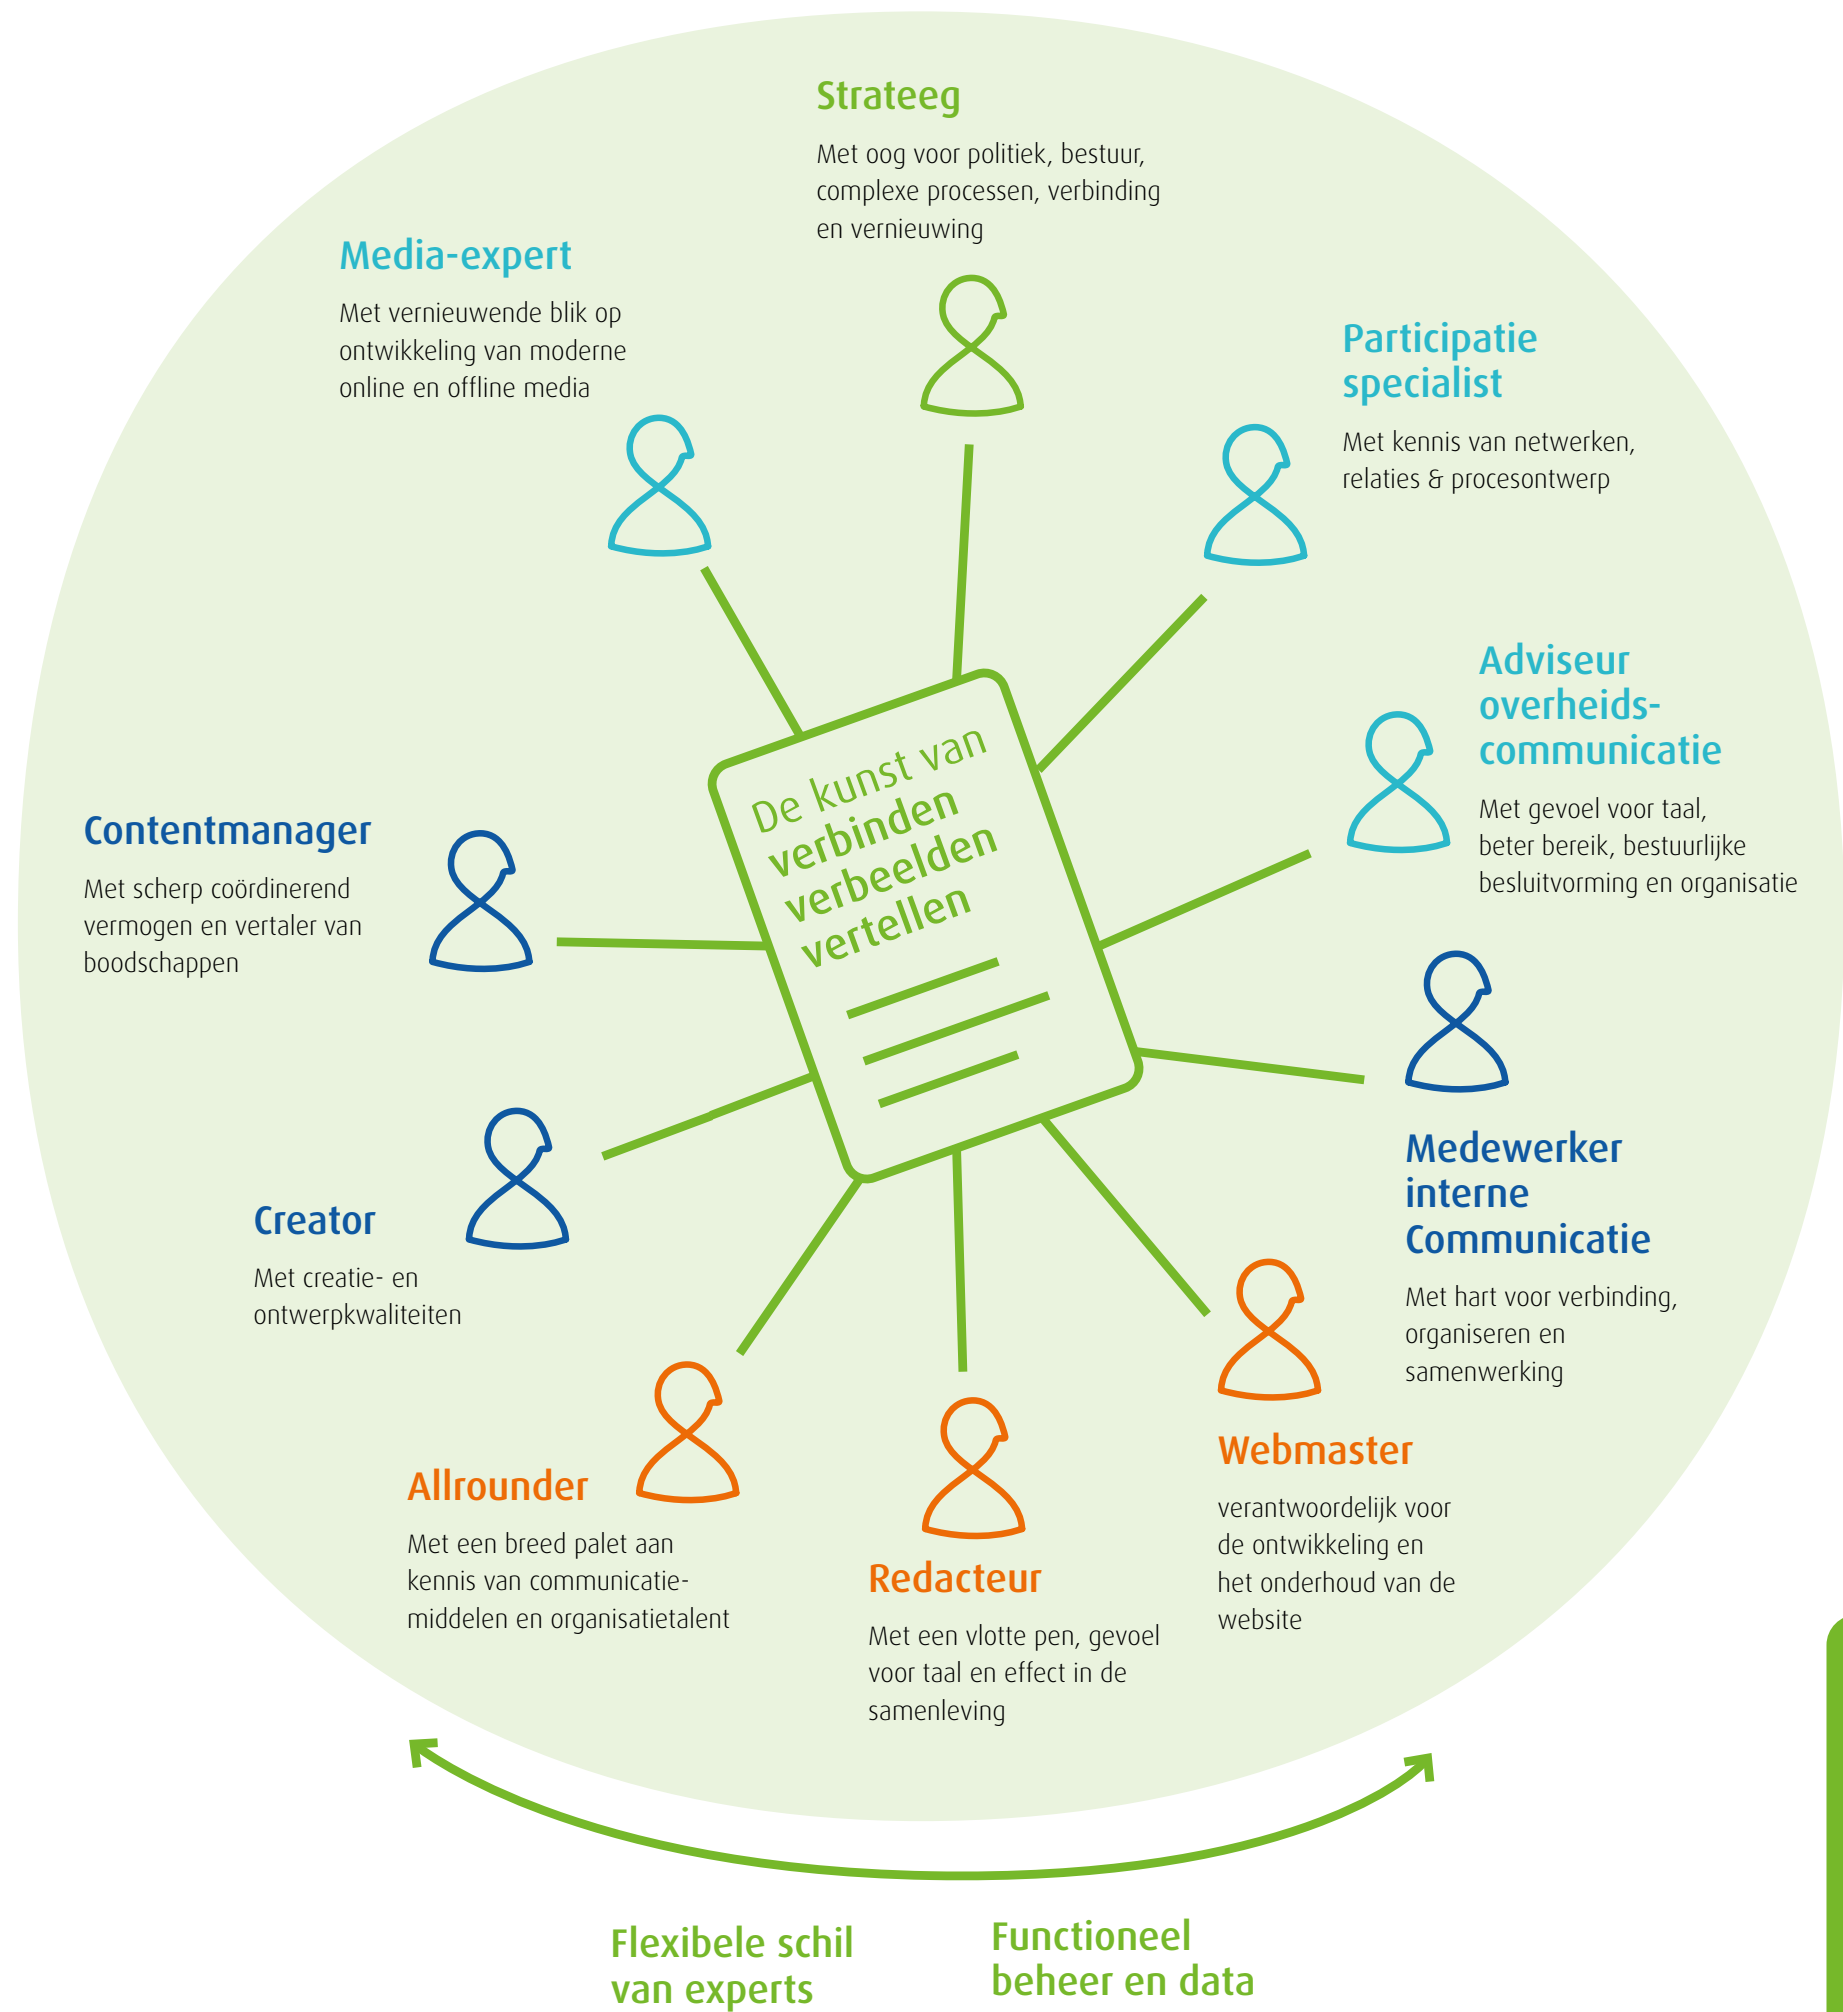 Strateeg
Met oog voor politiek, bestuur,
complexe processen, verbinding
en vernieuwing
Media-expert
Met vernieuwende blik op
ontwikkeling van moderne
online en offline media
Participatie
specialist
Met kennis van netwerken,
relaties & procesontwerp
Adviseur
overheids-
communicatie
Met gevoel voor taal,
beter bereik, bestuurlijke
besluitvorming en organisatie
De kunst van
verbinden
verbeelden
vertellen
Contentmanager
Met scherp coördinerend
vermogen en vertaler van
boodschappen
Medewerker
interne
Communicatie
Met hart voor verbinding,
organiseren en
samenwerking
Creator
Met creatie- en
ontwerpkwaliteiten
Webmaster
verantwoordelijk voor
de ontwikkeling en
het onderhoud van de
website
Allrounder
Met een breed palet aan
kennis van communicatie-
middelen en organisatietalent
Redacteur
Met een vlotte pen, gevoel
voor taal en effect in de
samenleving
Flexibele schil
van experts
Functioneel
beheer en data